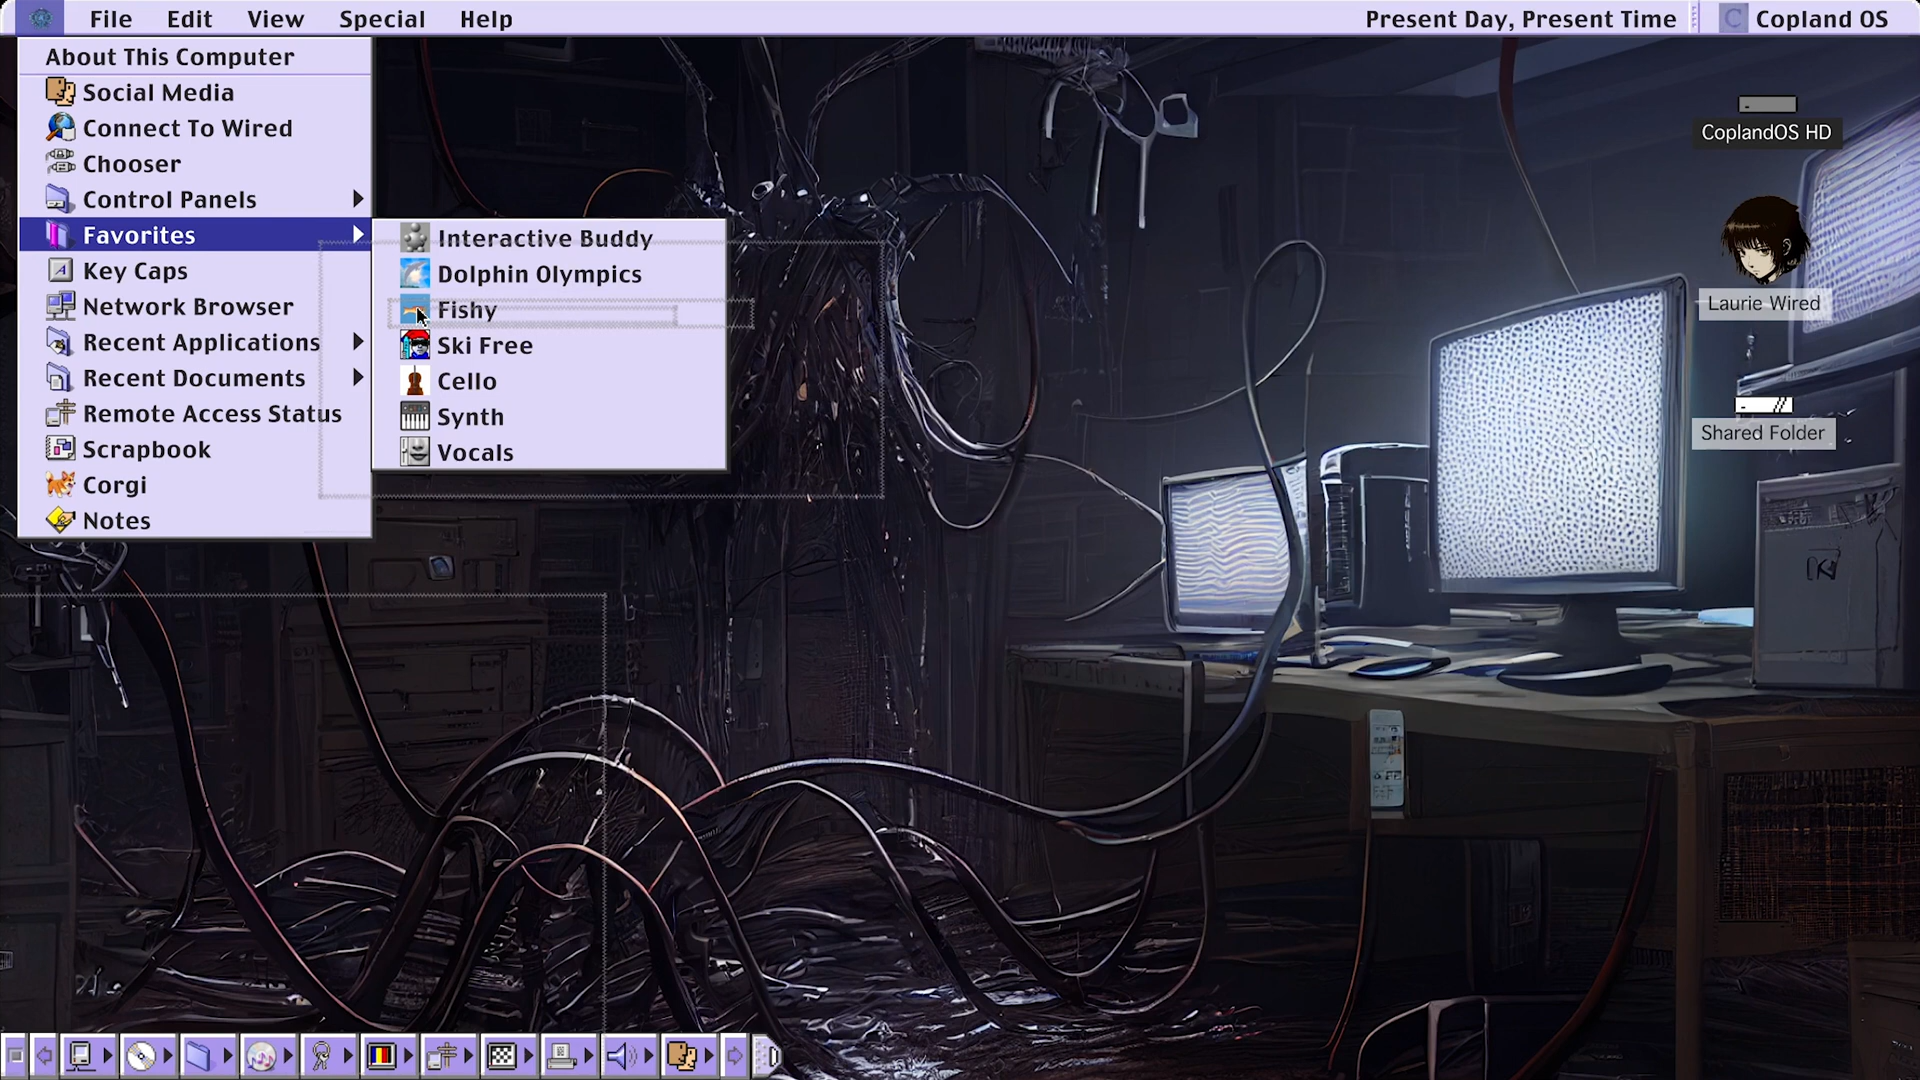 File Edit View Special Help Present Day, Present Time C Copland OS
About This Computer
Social Media
Connect To Wired
Chooser
Control Panels
Favorites
Key Caps
Network Browser
Recent Applications
Recent Documents
Remote Access Status
Scrapbook
Corgi
Notes
Interactive Buddy
Dolphin Olympics
Fishy
Ski Free
Cello
Synth
Vocals
CoplandOS HD
Laurie Wired
Shared Folder